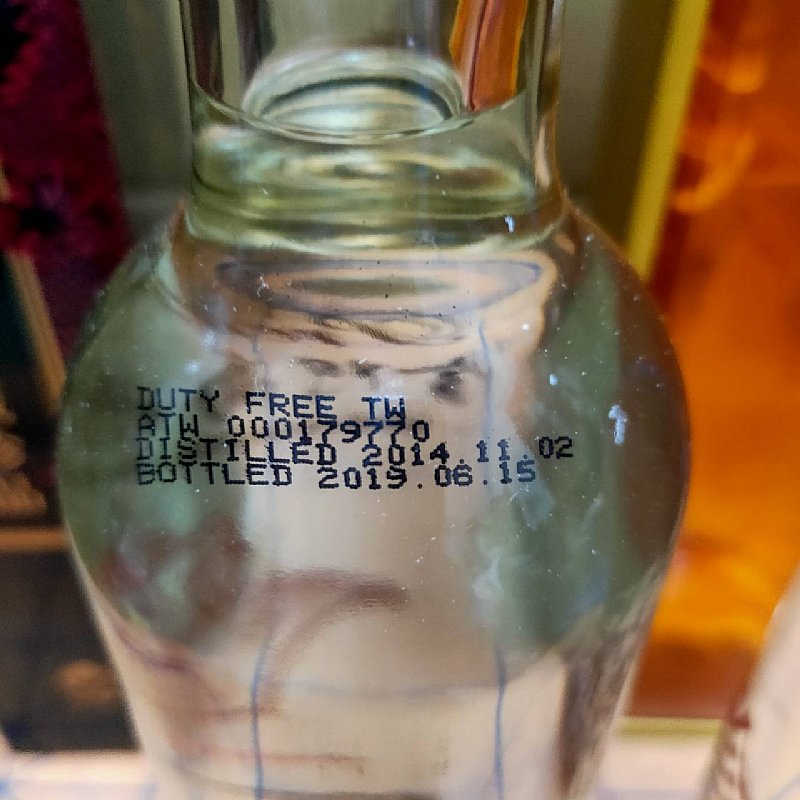 DUTY FREE TW
ATW 000179770
DISTILLED 2014.11.02
BOTTLED 2019.06.15